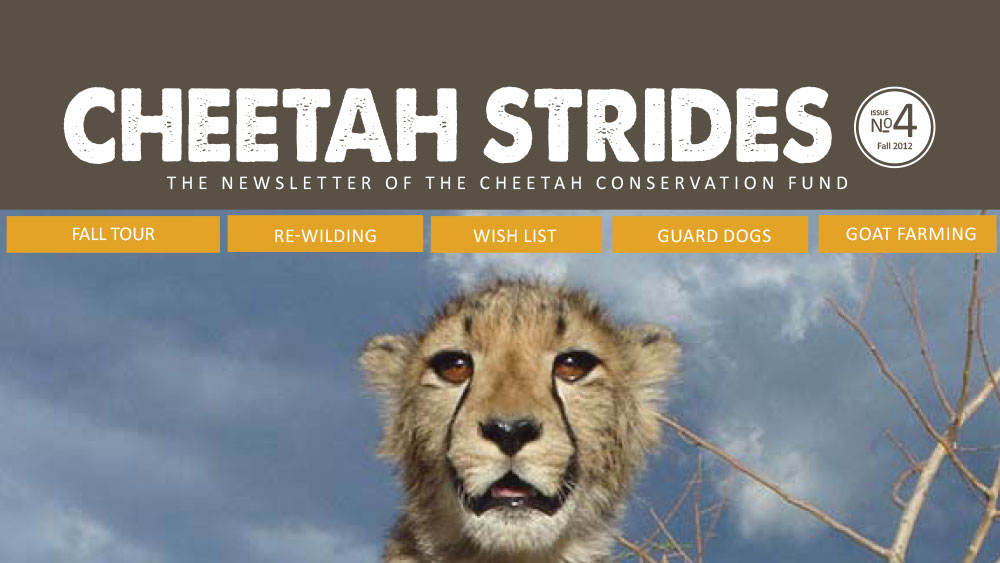 CHEETAH STRIDES
ISSUE
No4
Fall 2012
THE NEWSLETTER OF THE CHEETAH CONSERVATION FUND
FALL TOUR
RE-WILDING
WISH LIST
GUARD DOGS
GOAT FARMING